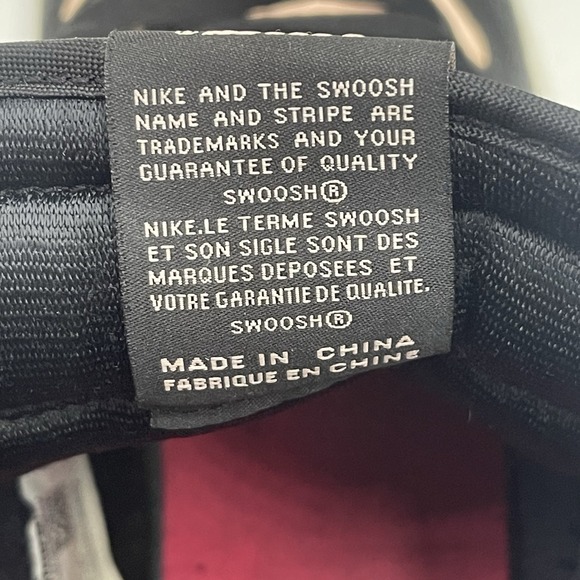 NIKE AND THE SWOOSH
NAME AND STRIPE ARE
TRADEMARKS AND YOUR
GUARANTEE OF QUALITY
SWOOSH®
NIKE.LE TERME SWOOSH
ET SON SIGLE SONT DES
MARQUES DEPOSEES ET
VOTRE GARANTIE DE QUALITE.
SWOOSH®
MADE IN CHINA
FABRIQUE EN CHINE